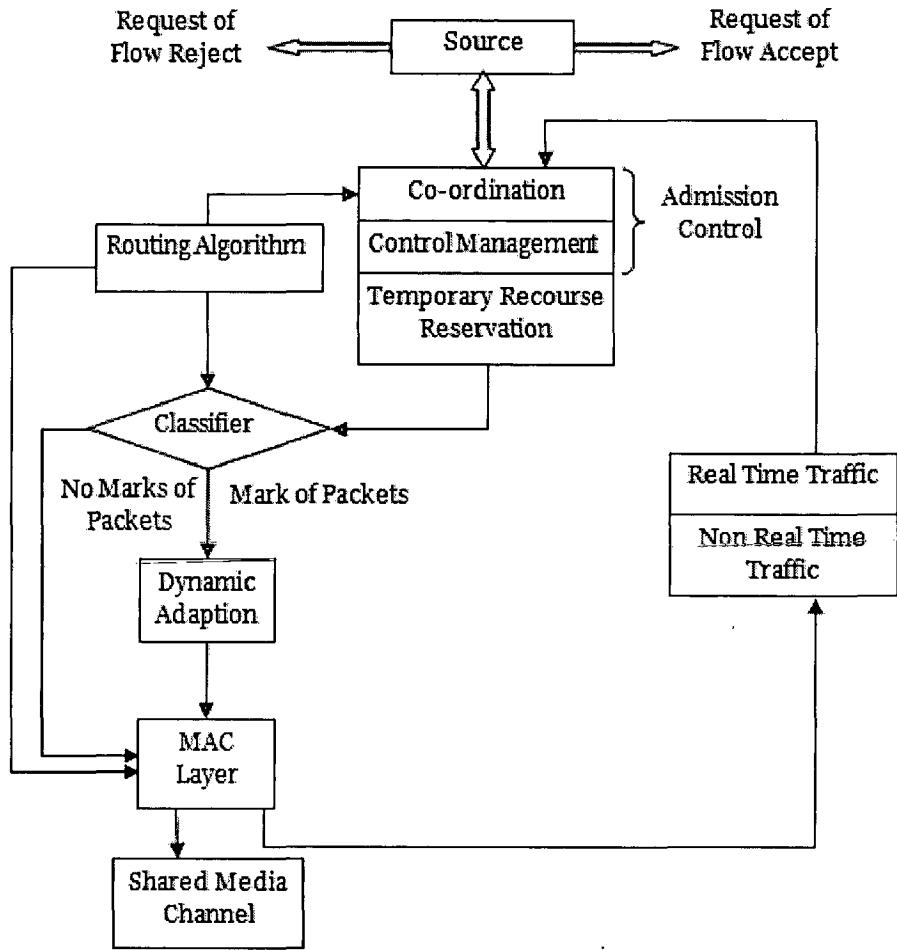 Request of
Flow Reject
Source
Request of
Flow Accept
Co-ordination
Control Management
Temporary Recourse
Reservation
Admission
Control
Routing Algorithm
Classifier
No Marks of
Packets
Mark of Packets
Real Time Traffic
Non Real Time
Traffic
Dynamic
Adaption
MAC
Layer
Shared Media
Channel